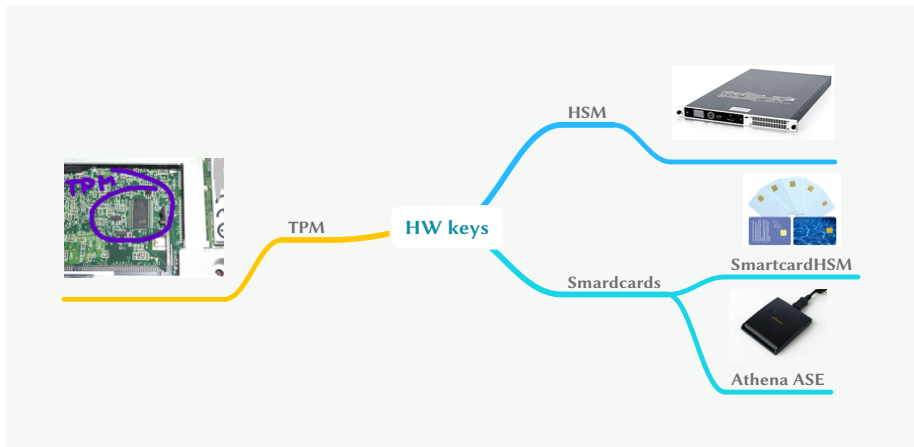 HSM
TPM
TPM
HW keys
Smardcards
SmartcardHSM
Athena ASE